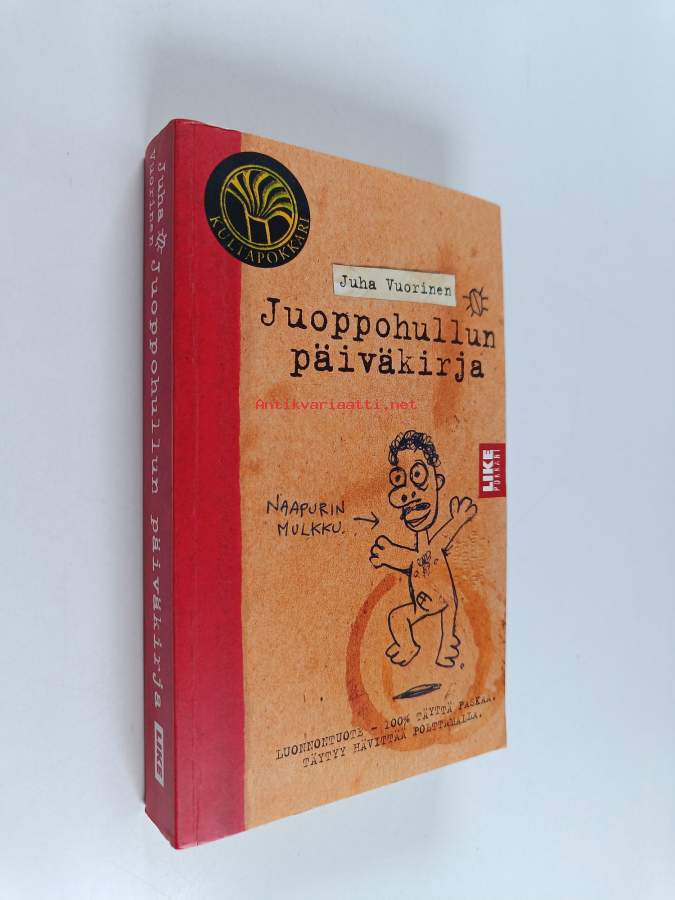 Juha Vuorinen Juoppohullun päiväkirja LIKE
KULTAPOKKARI
Juha Vuorinen
Juoppohullun
päiväkirja
Antikvariaatti.net
LIKE
POKKARI
NAAPURIN
MULKKU.
LUONNONTUOTE - 100% TÄYTTÄ PASKAA.
TÄYTYY HÄVITTÄÄ POLTTAMALLA.